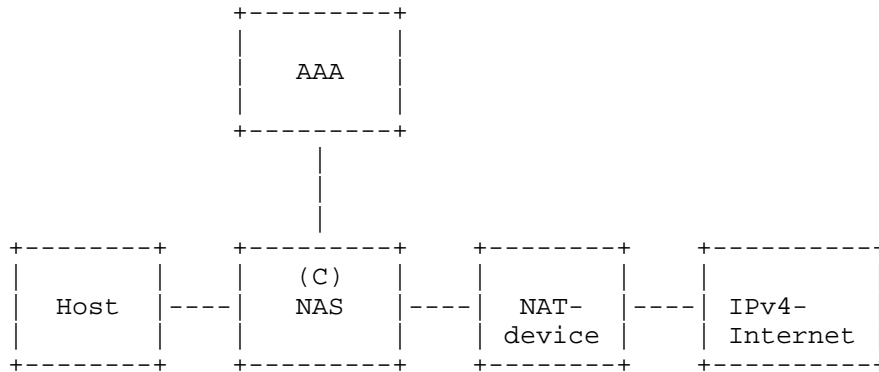 AAA
(C)
Host NAS NAT- IPv4-
device Internet